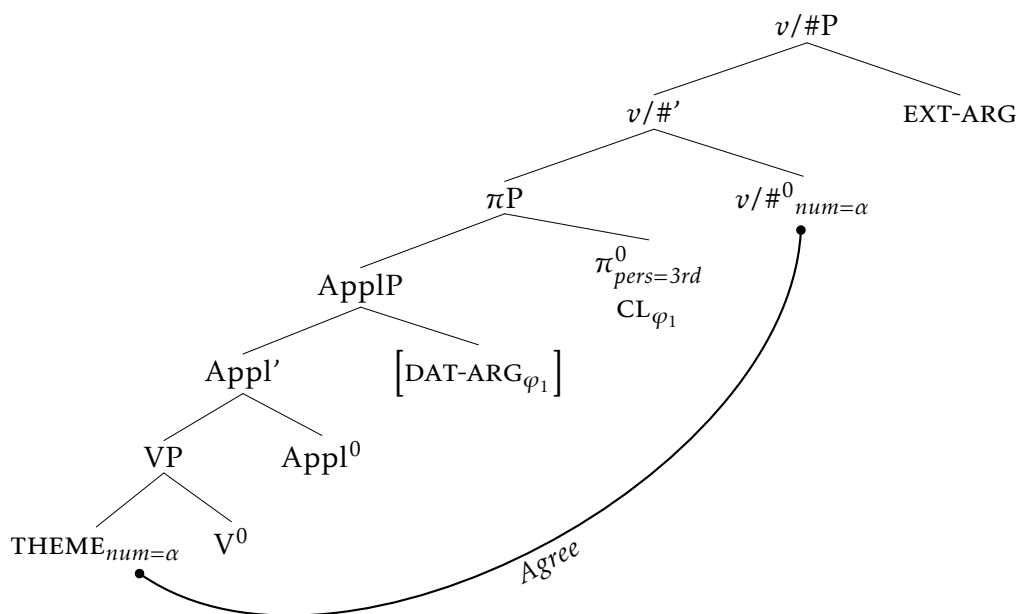 v/#P
v/#' EXT-ARG
πP v/#⁰num=α
ApplP π⁰pers=3rd
CLφ₁
Appl' [DAT-ARGφ₁]
VP Appl⁰
THEMEnum=α V⁰
Agree